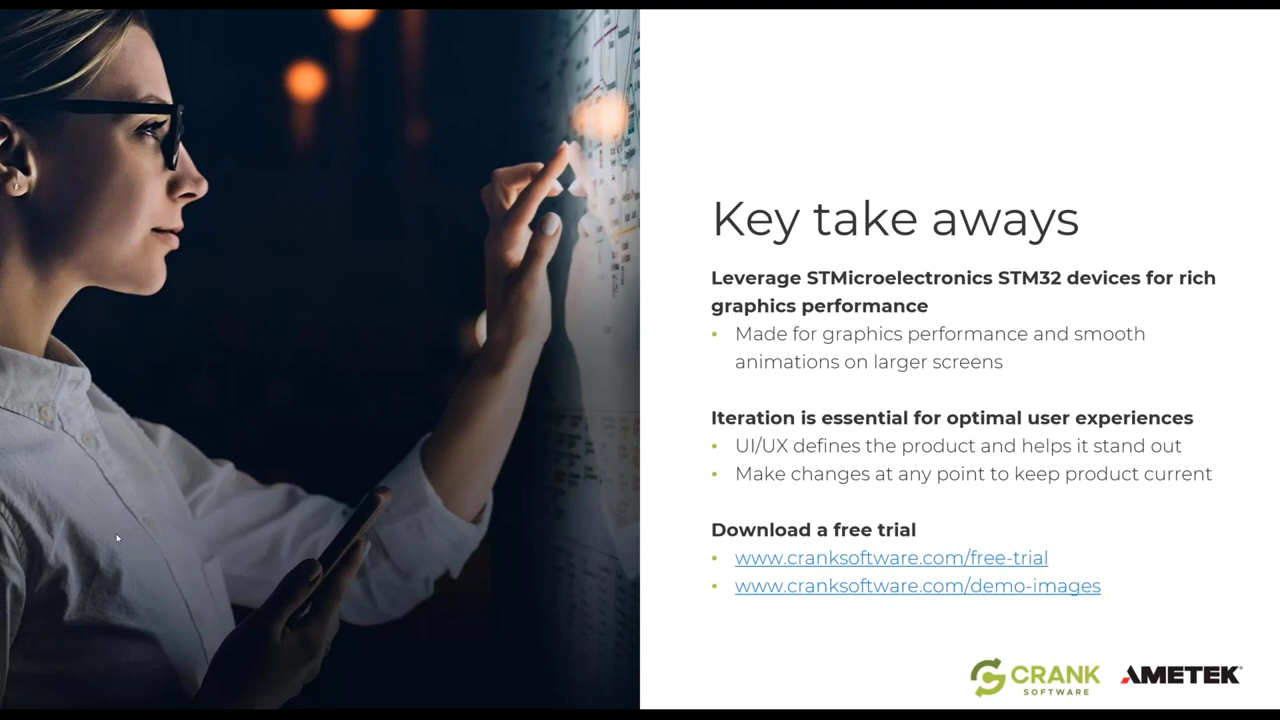 Key take aways
Leverage STMicroelectronics STM32 devices for rich
graphics performance
• Made for graphics performance and smooth
animations on larger screens
Iteration is essential for optimal user experiences
• UI/UX defines the product and helps it stand out
• Make changes at any point to keep product current
Download a free trial
• www.cranksoftware.com/free-trial
• www.cranksoftware.com/demo-images
CRANK
SOFTWARE
AMETEK